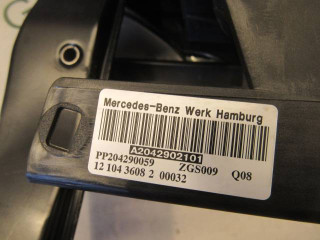 Mercedes-Benz Werk Hamburg
A2042902101
PP204290059 ZGS009 Q08
12 104 3608 2 00032